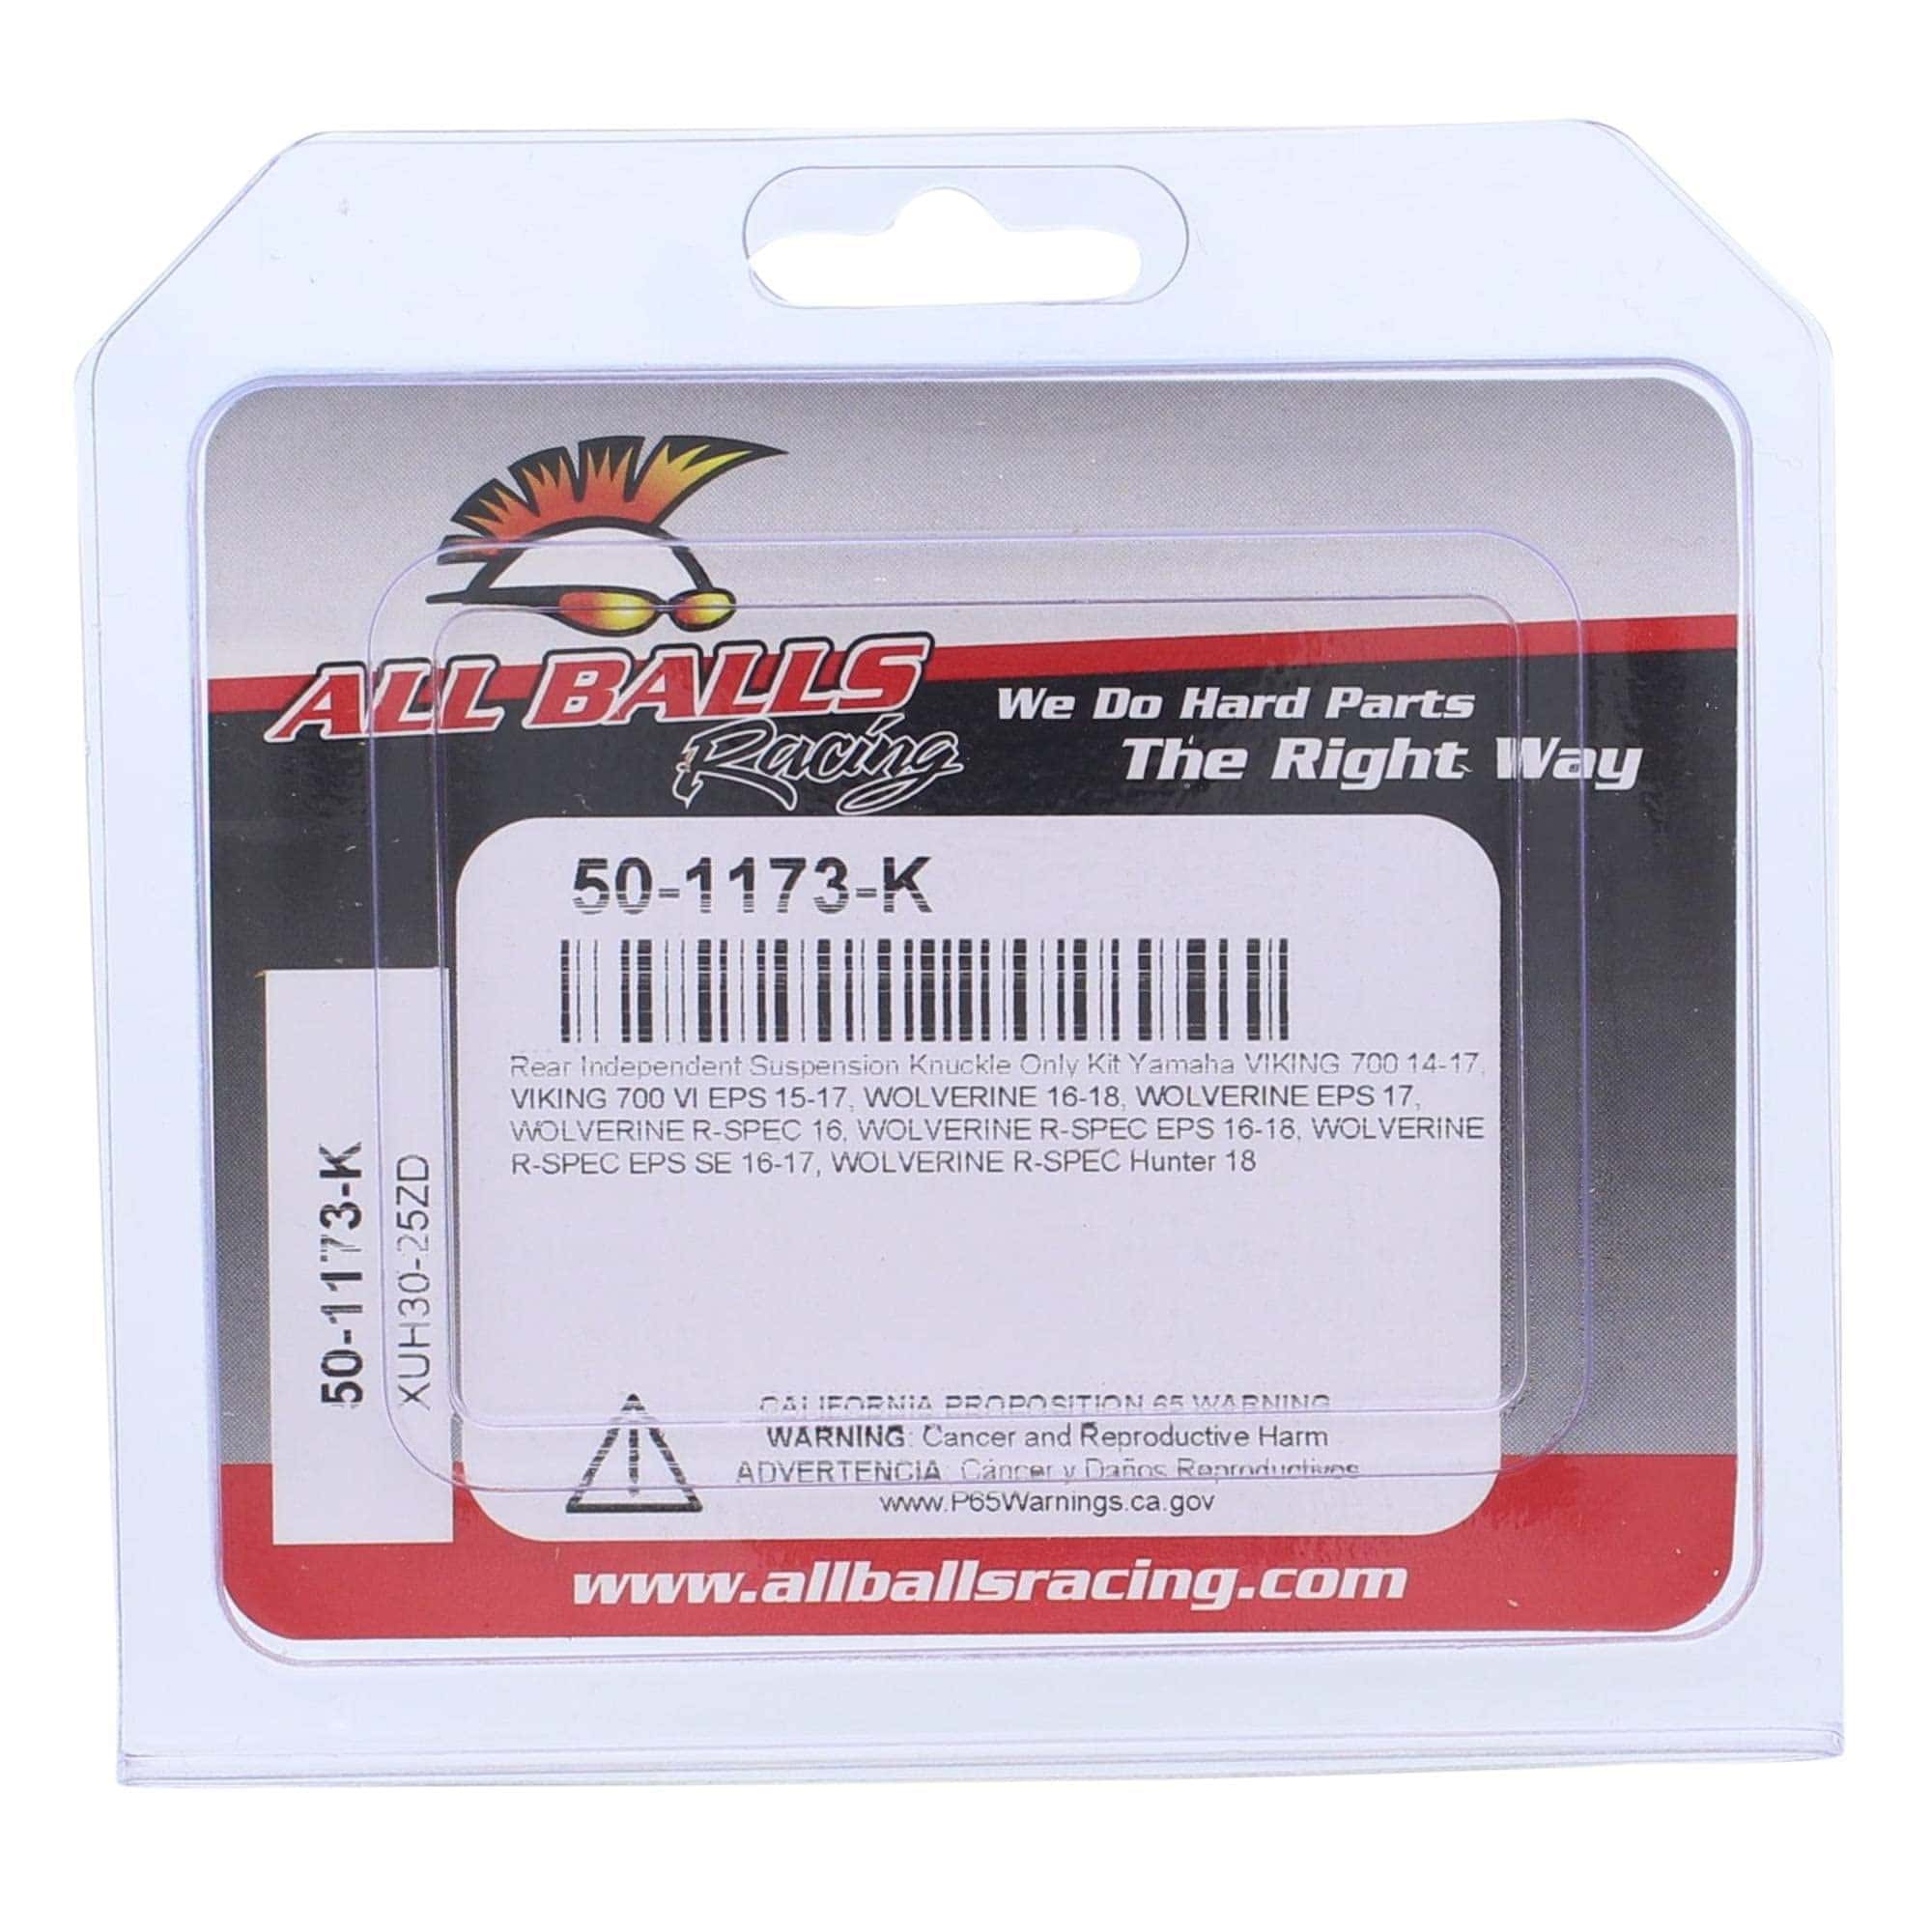 ALL BALLS
Racing
We Do Hard Parts
The Right Way
50-1173-K
Rear Independent Suspension Knuckle Only Kit Yamaha VIKING 700 14-17,
VIKING 700 VI EPS 15-17, WOLVERINE 16-18, WOLVERINE EPS 17,
WOLVERINE R-SPEC 16, WOLVERINE R-SPEC EPS 16-18, WOLVERINE
R-SPEC EPS SE 16-17, WOLVERINE R-SPEC Hunter 18
50-1173-K
XUH30-25ZD
CALIFORNIA PROPOSITION 65 WARNING
WARNING: Cancer and Reproductive Harm
ADVERTENCIA: Cáncer y Daños Reproductivos
www.P65Warnings.ca.gov
www.allballsracing.com